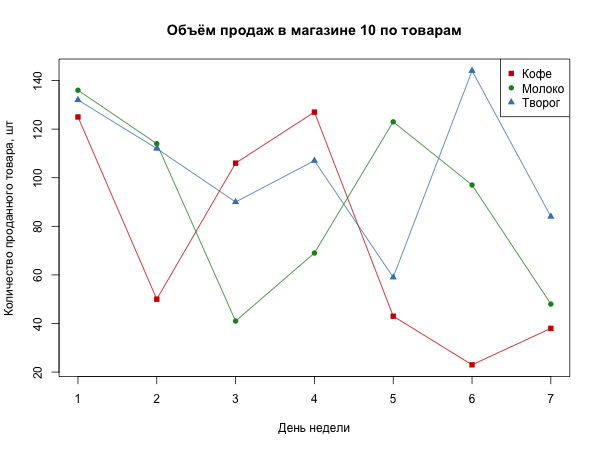 Объём продаж в магазине 10 по товарам
Кофе
Молоко
Творог
Количество проданного товара, шт
140
120
100
80
60
40
20
1 2 3 4 5 6 7
День недели